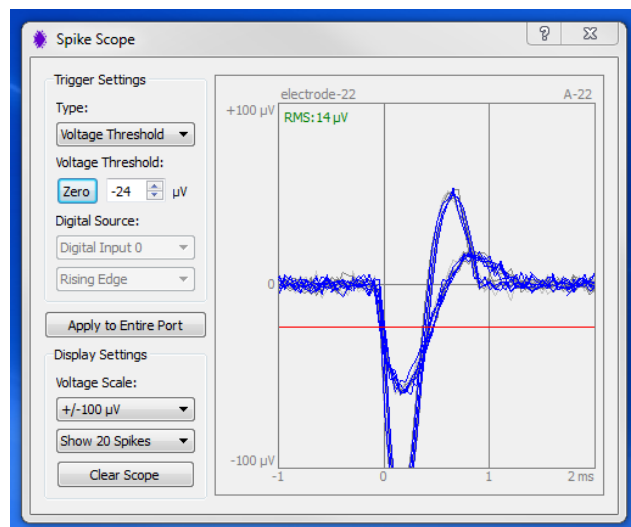 Spike Scope
Trigger Settings
Type:
Voltage Threshold
Voltage Threshold:
Zero -24 µV
Digital Source:
Digital Input 0
Rising Edge
Apply to Entire Port
Display Settings
Voltage Scale:
+/-100 µV
Show 20 Spikes
Clear Scope
electrode-22 A-22
+100 µV
RMS:14 µV
0
-100 µV
-1 0 1 2 ms